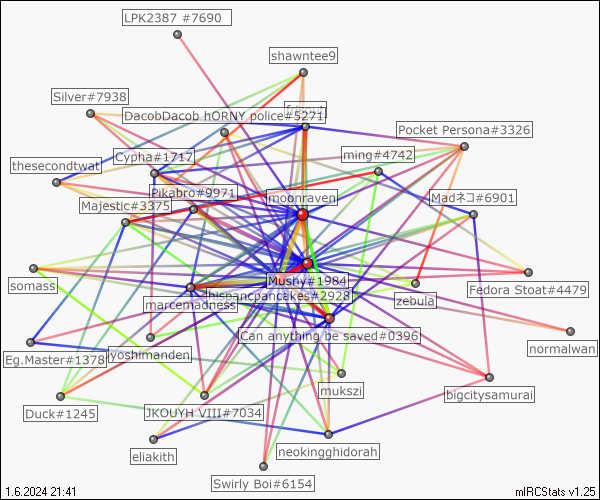 LPK2387 #7690
shawntee9
Silver#7938
DacobDacob hORNY police#5271
Pocket Persona#3326
Cypha#1717
ming#4742
thesecondtwat
Pikabro#9971
moonraven
Madネコ#6901
Majestic#3375
somass
Mushy#1984
Fedora Stoat#4479
hispancpancakes#2928
zebula
marcemadness
Can anything be saved#0396
normalwan
Eg.Master#1378
yoshimanden
mukszi
bigcitysamurai
Duck#1245
JKOUYH VIII#7034
eliakith
neokingghidorah
Swirly Boi#6154
1.6.2024 21:41
mIRCStats v1.25